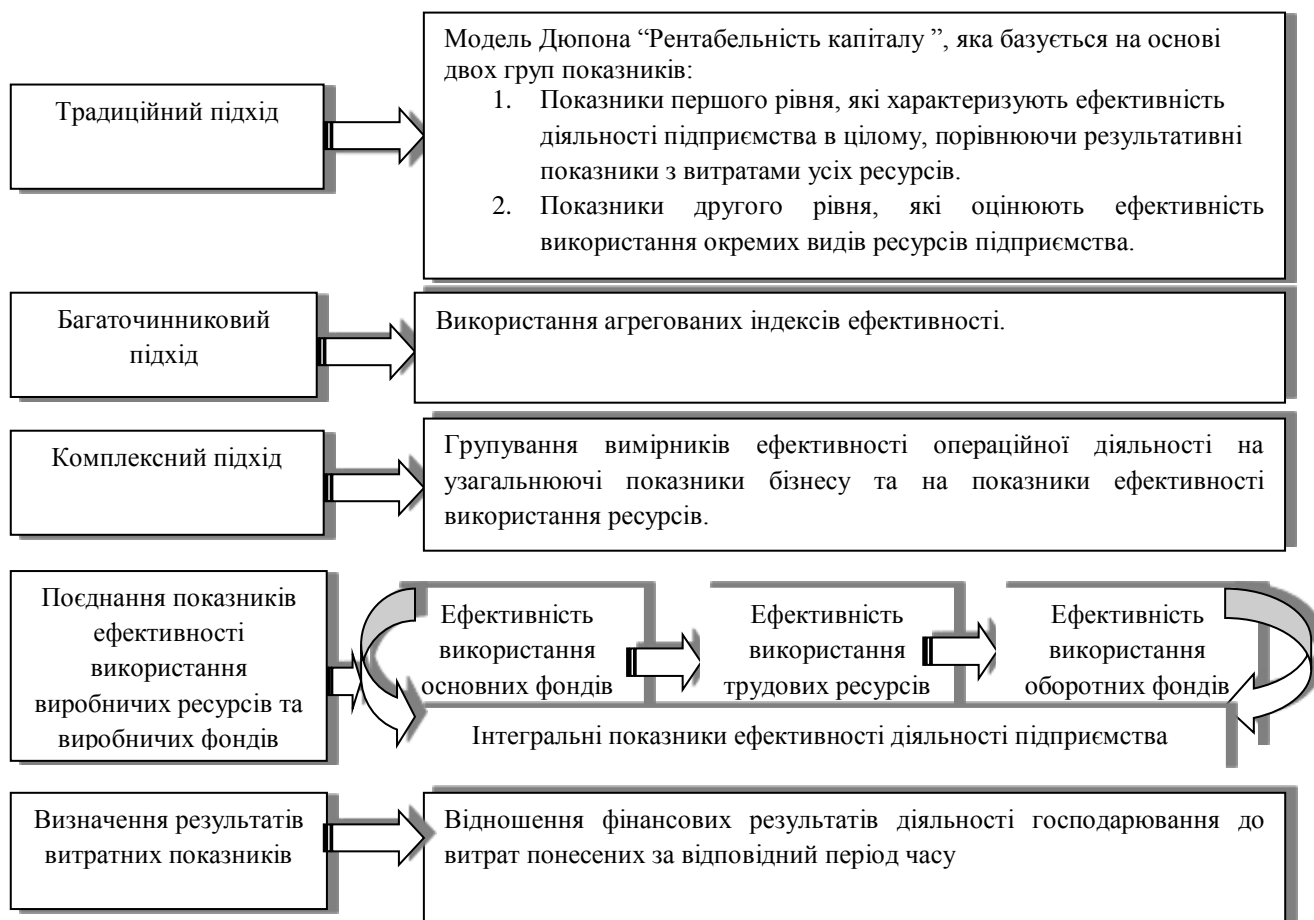 Традиційний підхід
Модель Дюпона “Рентабельність капіталу ”, яка базується на основі
двох груп показників:
1. Показники першого рівня, які характеризують ефективність
діяльності підприємства в цілому, порівнюючи результативні
показники з витратами усіх ресурсів.
2. Показники другого рівня, які оцінюють ефективність
використання окремих видів ресурсів підприємства.
Багаточинниковий
підхід
Використання агрегованих індексів ефективності.
Комплексний підхід
Групування вимірників ефективності операційної діяльності на
узагальнюючі показники бізнесу та на показники ефективності
використання ресурсів.
Поєднання показників
ефективності
використання
виробничих ресурсів та
виробничих фондів
Ефективність
використання
основних фондів
Ефективність
використання
трудових ресурсів
Ефективність
використання
оборотних фондів
Інтегральні показники ефективності діяльності підприємства
Визначення результатів
витратних показників
Відношення фінансових результатів діяльності господарювання до
витрат понесених за відповідний період часу